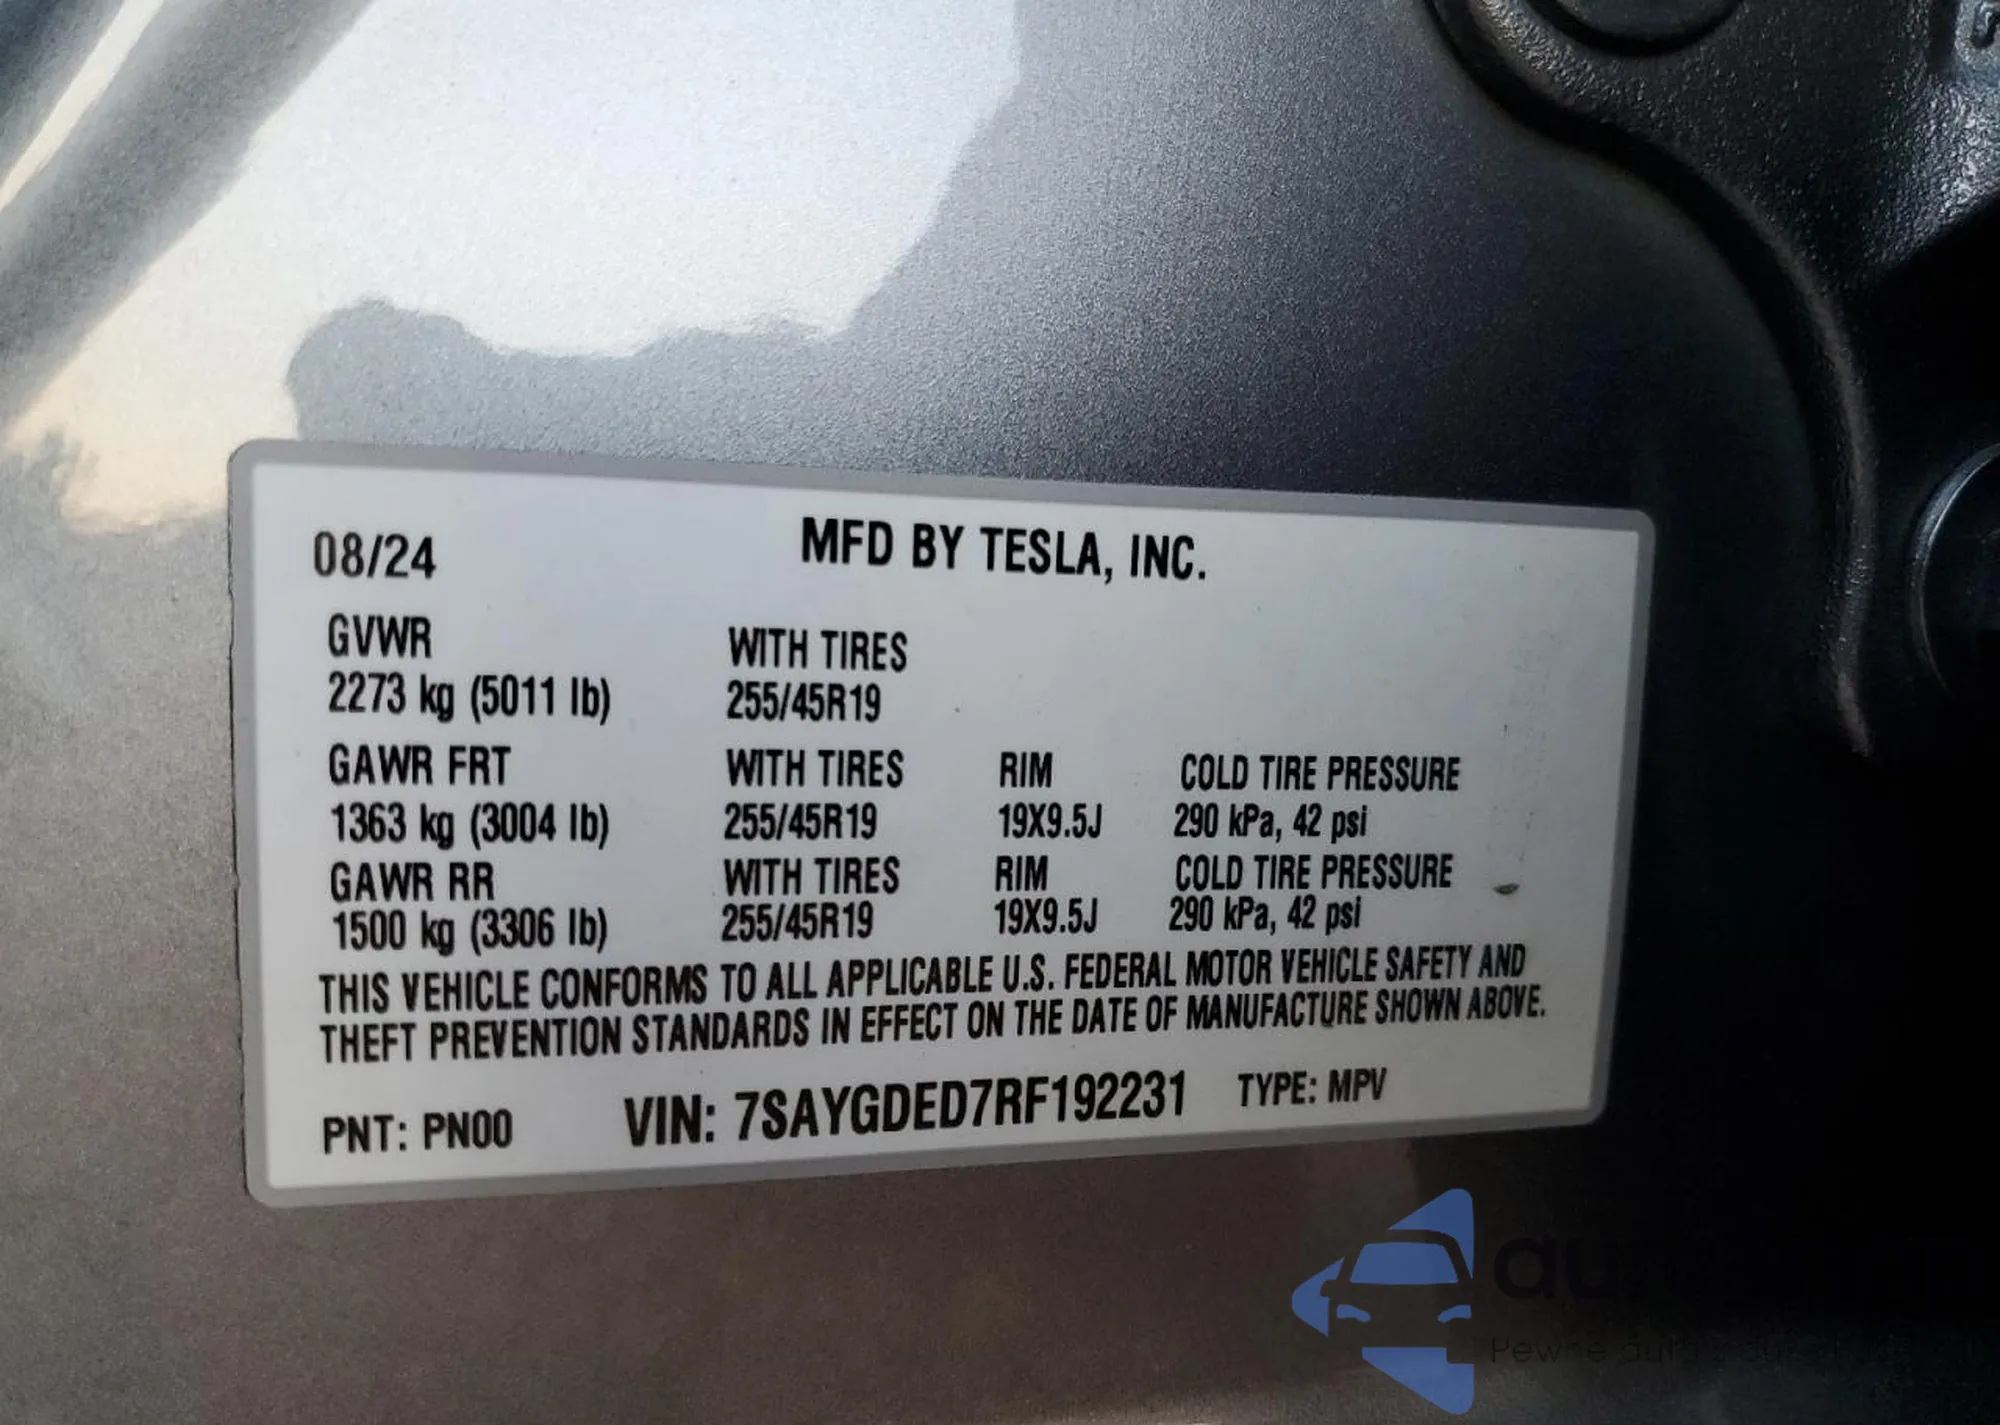 08/24 MFD BY TESLA, INC.
GVWR WITH TIRES
2273 kg (5011 lb) 255/45R19
GAWR FRT WITH TIRES RIM COLD TIRE PRESSURE
1363 kg (3004 lb) 255/45R19 19X9.5J 290 kPa, 42 psi
GAWR RR WITH TIRES RIM COLD TIRE PRESSURE
1500 kg (3306 lb) 255/45R19 19X9.5J 290 kPa, 42 psi
THIS VEHICLE CONFORMS TO ALL APPLICABLE U.S. FEDERAL MOTOR VEHICLE SAFETY AND
THEFT PREVENTION STANDARDS IN EFFECT ON THE DATE OF MANUFACTURE SHOWN ABOVE.
PNT: PN00 VIN: 7SAYGDED7RF192231 TYPE: MPV
Pewne auta